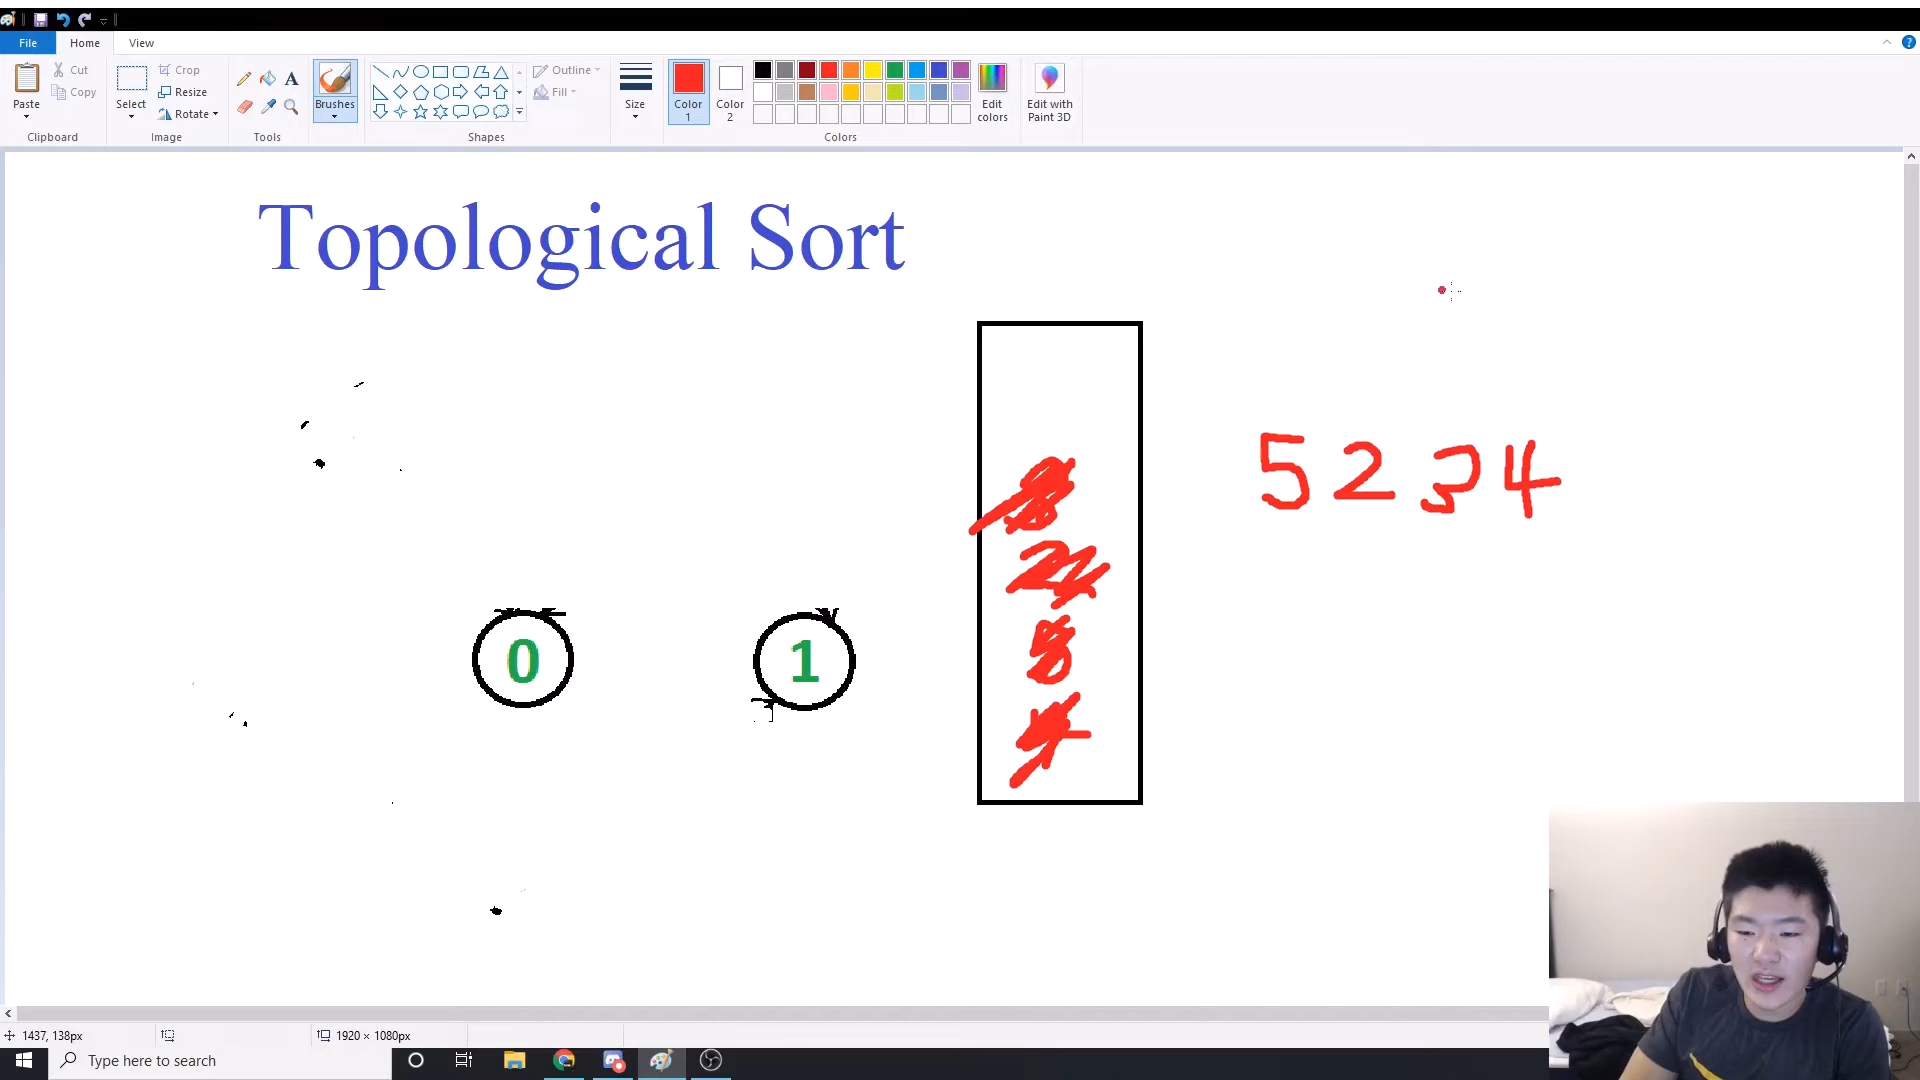 File Home View
Paste
Cut
Copy
Clipboard
Select
Crop
Resize
Rotate
Image
A
Tools
Brushes
Outline
Fill
Shapes
Size
Color 1
Color 2
Edit colors
Colors
Edit with Paint 3D
?
Topological Sort
5 2 3 4
0
1
1437, 138px
1920 × 1080px
Type here to search